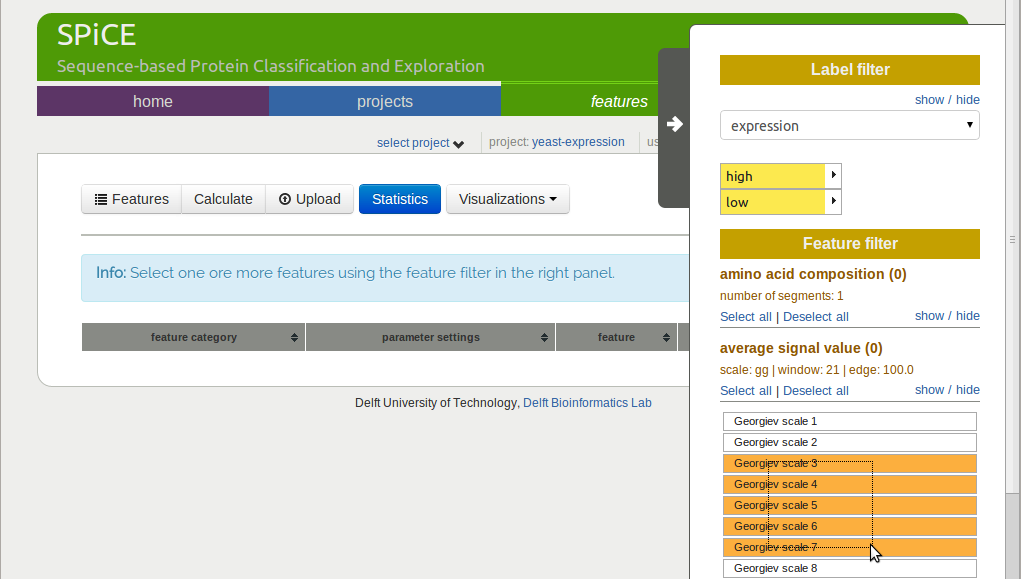 SPiCE
Sequence-based Protein Classification and Exploration
home
projects
features
select project
project: yeast-expression
Features
Calculate
Upload
Statistics
Visualizations
Info: Select one ore more features using the feature filter in the right panel.
feature category
parameter settings
feature
Delft University of Technology, Delft Bioinformatics Lab
Label filter
show / hide
expression
high
low
Feature filter
amino acid composition (0)
number of segments: 1
Select all | Deselect all
show / hide
average signal value (0)
scale: gg | window: 21 | edge: 100.0
Select all | Deselect all
show / hide
Georgiev scale 1
Georgiev scale 2
Georgiev scale 3
Georgiev scale 4
Georgiev scale 5
Georgiev scale 6
Georgiev scale 7
Georgiev scale 8